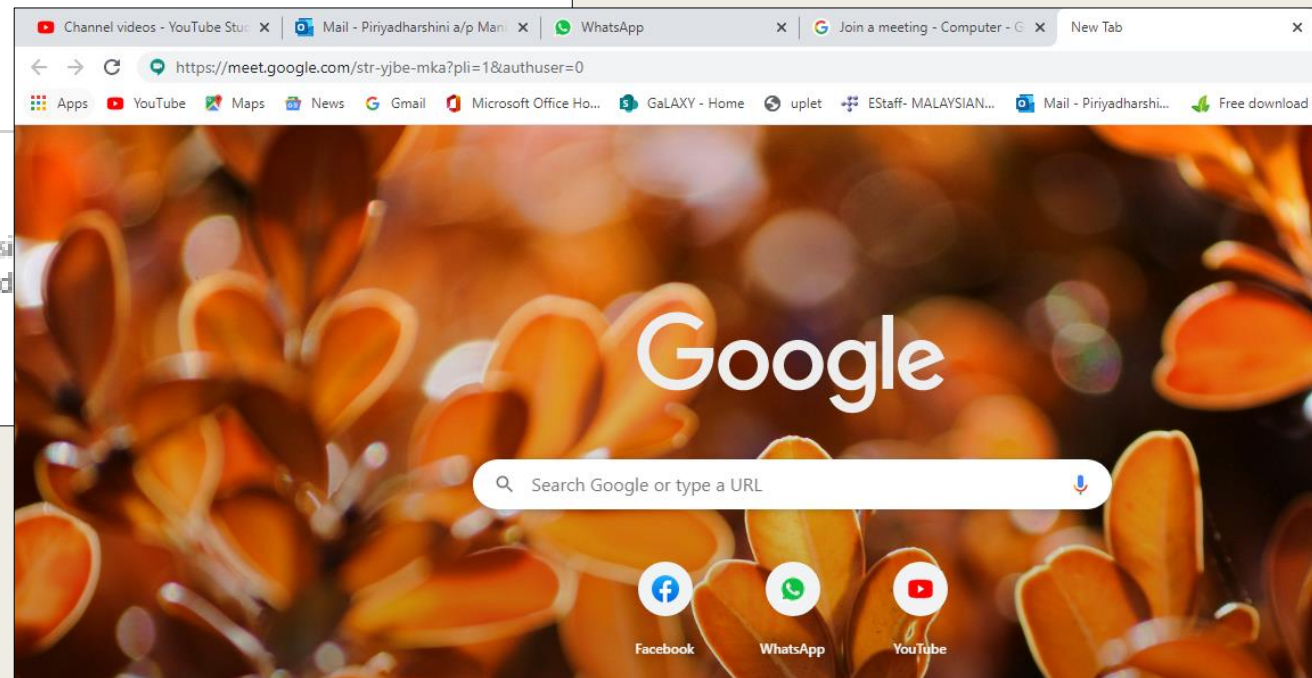 Channel videos - YouTube Stu
Mail - Piriyadharshini a/p Mani
WhatsApp
Join a meeting - Computer - G
New Tab
https://meet.google.com/str-yjbe-mka?pli=1&authuser=0
Apps
YouTube
Maps
News
Gmail
Microsoft Office Ho...
GaLAXY - Home
uplet
EStaff- MALAYSIAN...
Mail - Piriyadharshi...
Free download
Google
Search Google or type a URL
Facebook
WhatsApp
YouTube